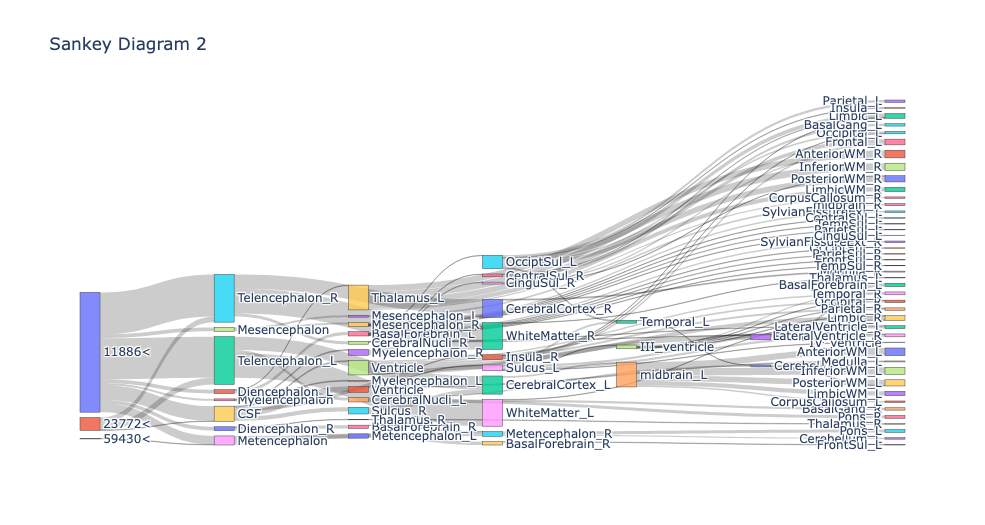 Sankey Diagram 2
11886<
23772<
59430<
Telencephalon_R
Mesencephalon
Telencephalon_L
Diencephalon_L
Myelencephalon
CSF
Diencephalon_R
Metencephalon
Thalamus_L
Mesencephalon_L
Mesencephalon_R
BasalForebrain_L
CerebralNucli_R
Myelencephalon_R
Ventricle
Myelencephalon_L
Ventricle
CerebralNucli_L
Sulcus_R
Thalamus_R
BasalForebrain_R
Metencephalon_L
OcciptSul_L
CentralSul_R
CinguSul_R
CerebralCortex_R
WhiteMatter_R
Insula_R
Sulcus_L
CerebralCortex_L
WhiteMatter_L
Metencephalon_R
BasalForebrain_R
Temporal_L
III_ventricle
midbrain_L
Parietal_L
Insula_L
Limbic_L
BasalGang_L
Occipital_L
Frontal_L
AnteriorWM_R
InferiorWM_R
PosteriorWM_R
LimbicWM_R
CorpusCallosum_R
midbrain_R
SylvianFissureExt_L
CentralSul_L
TempSul_L
ParietSul_L
CinguSul_L
SylvianFissureExt_R
ParietSul_R
FrontSul_R
TempSul_R
Thalamus_L
BasalForebrain_L
Temporal_R
Occipital_R
Parietal_R
Limbic_R
LateralVentricle_L
LateralVentricle_R
IV_ventricle
AnteriorWM_L
Medulla_L
InferiorWM_L
PosteriorWM_L
LimbicWM_L
CorpusCallosum_L
BasalGang_R
Pons_R
Thalamus_R
Pons_L
Cerebellum_L
FrontSul_L